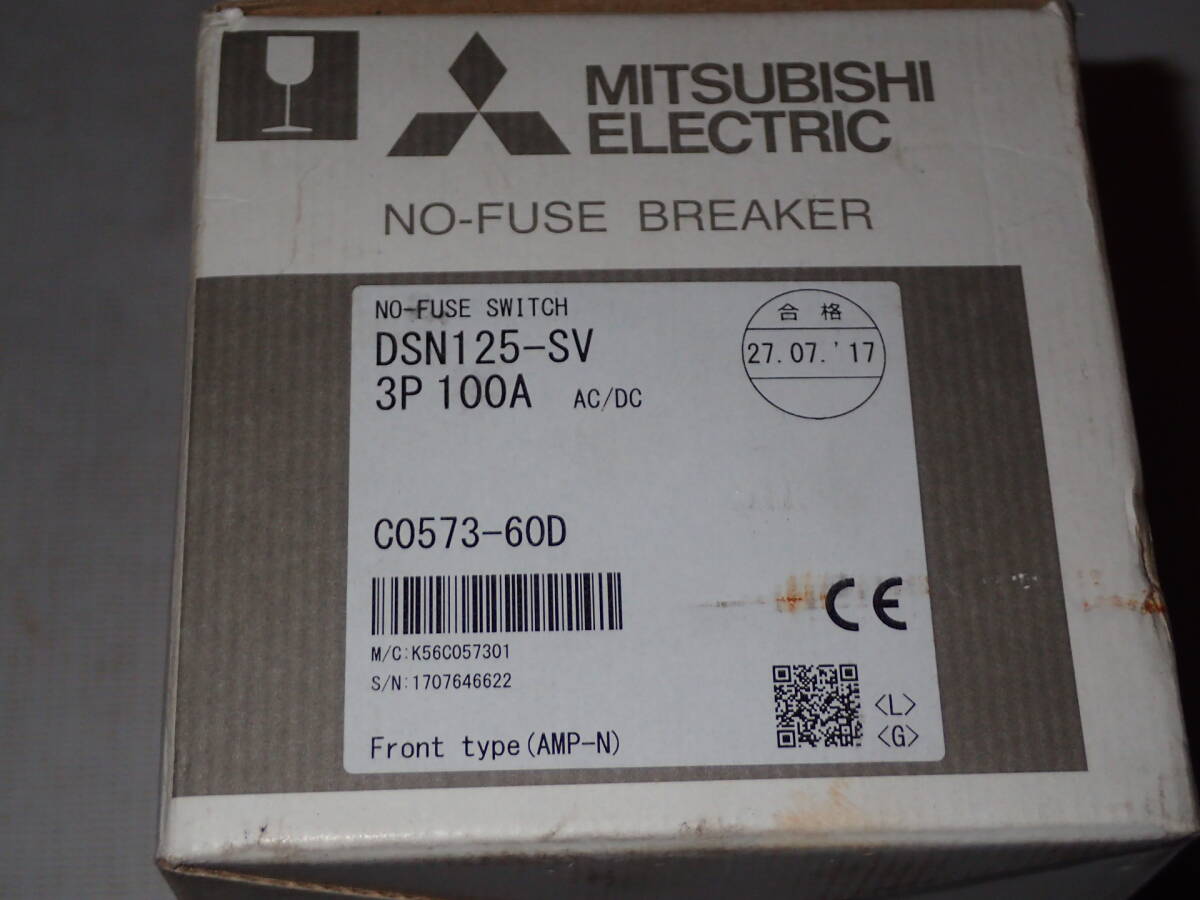 MITSUBISHI
ELECTRIC
NO-FUSE BREAKER
NO-FUSE SWITCH
DSN125-SV
3P 100A AC/DC
合格
27.07.'17
C0573-60D
CE
M/C:K56C057301
S/N:1707646622
<L>
<G>
Front type(AMP-N)